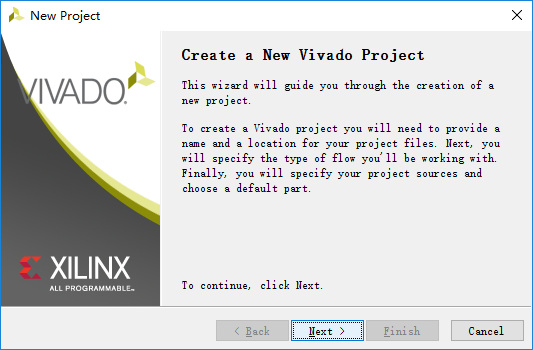 New Project
VIVADO.
XILINX
ALL PROGRAMMABLE™
Create a New Vivado Project
This wizard will guide you through the creation of a
new project.
To create a Vivado project you will need to provide a
name and a location for your project files. Next, you
will specify the type of flow you'll be working with.
Finally, you will specify your project sources and
choose a default part.
To continue, click Next.
< Back
Next >
Finish
Cancel